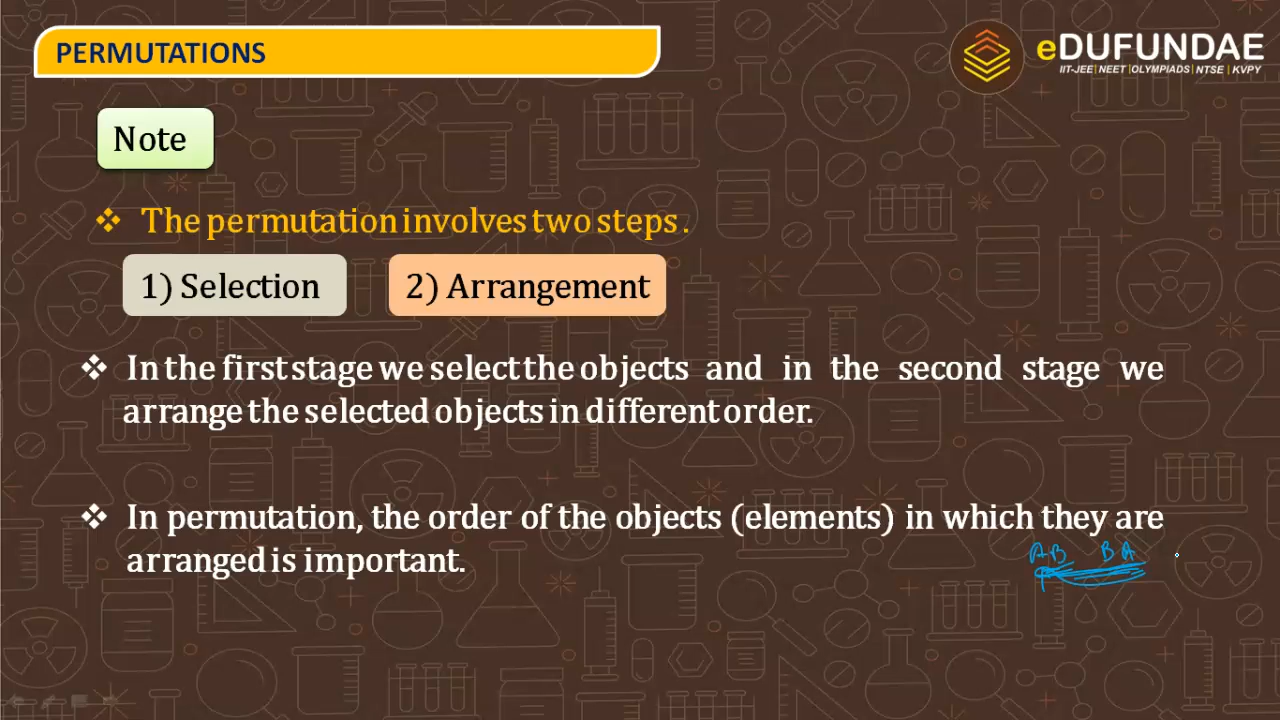 PERMUTATIONS
eDUFUNDAE
IIT-JEE | NEET | OLYMPIADS | NTSE | KVPY
Note
❖ The permutation involves two steps.
1) Selection 2) Arrangement
❖ In the first stage we select the objects and in the second stage we
arrange the selected objects in different order.
❖ In permutation, the order of the objects (elements) in which they are
arranged is important.
AB BA